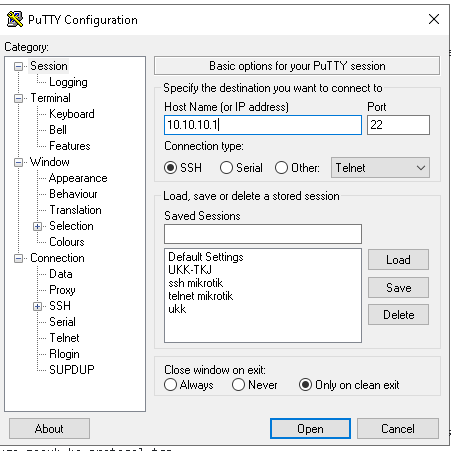 PuTTY Configuration
Category:
Session
Logging
Terminal
Keyboard
Bell
Features
Window
Appearance
Behaviour
Translation
Selection
Colours
Connection
Data
Proxy
SSH
Serial
Telnet
Rlogin
SUPDUP
Basic options for your PuTTY session
Specify the destination you want to connect to
Host Name (or IP address) Port
10.10.10.1 22
Connection type:
SSH Serial Other: Telnet
Load, save or delete a stored session
Saved Sessions
Default Settings
UKK-TKJ
ssh mikrotik
telnet mikrotik
ukk
Load
Save
Delete
Close window on exit:
Always Never Only on clean exit
About Open Cancel